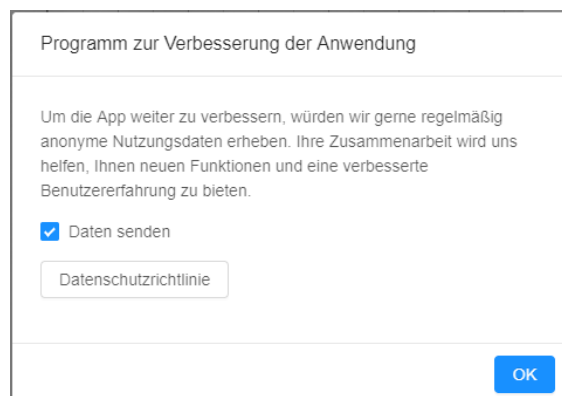 Programm zur Verbesserung der Anwendung
Um die App weiter zu verbessern, würden wir gerne regelmäßig
anonyme Nutzungsdaten erheben. Ihre Zusammenarbeit wird uns
helfen, Ihnen neuen Funktionen und eine verbesserte
Benutzererfahrung zu bieten.
Daten senden
Datenschutzrichtlinie
OK